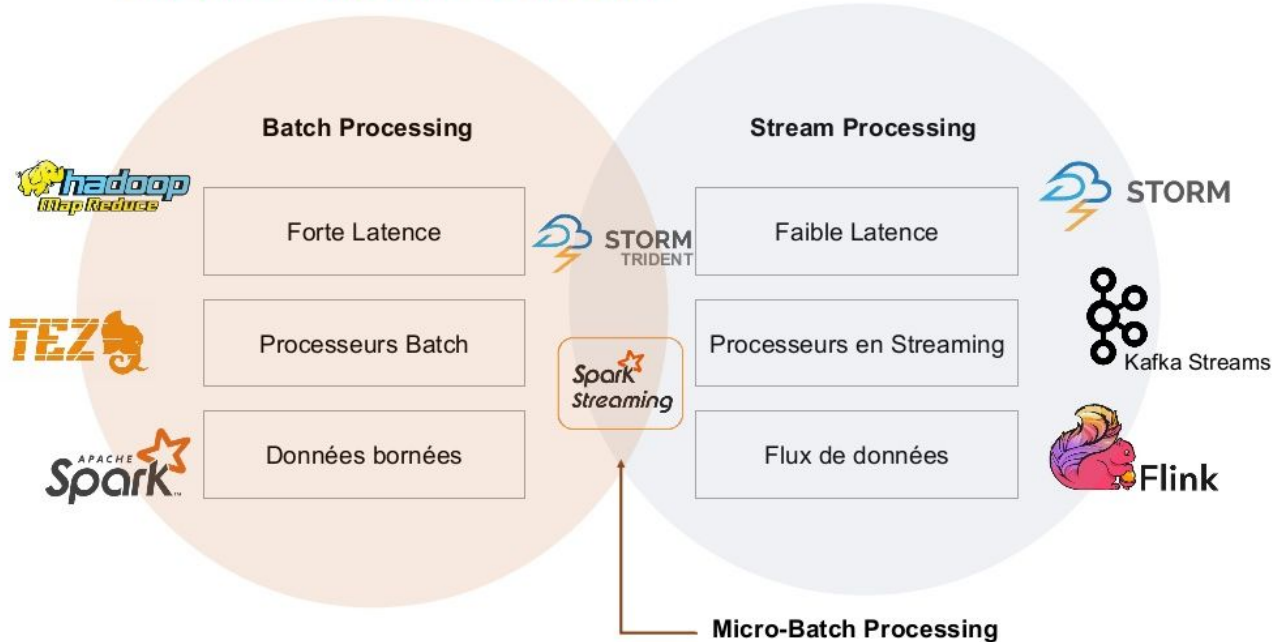 Batch Processing
Stream Processing
hadoop
Map Reduce
Forte Latence
STORM
TRIDENT
Faible Latence
STORM
TEZ
Processeurs Batch
Spark
Streaming
Processeurs en Streaming
Kafka Streams
APACHE
Spark
Données bornées
Flux de données
Flink
Micro-Batch Processing